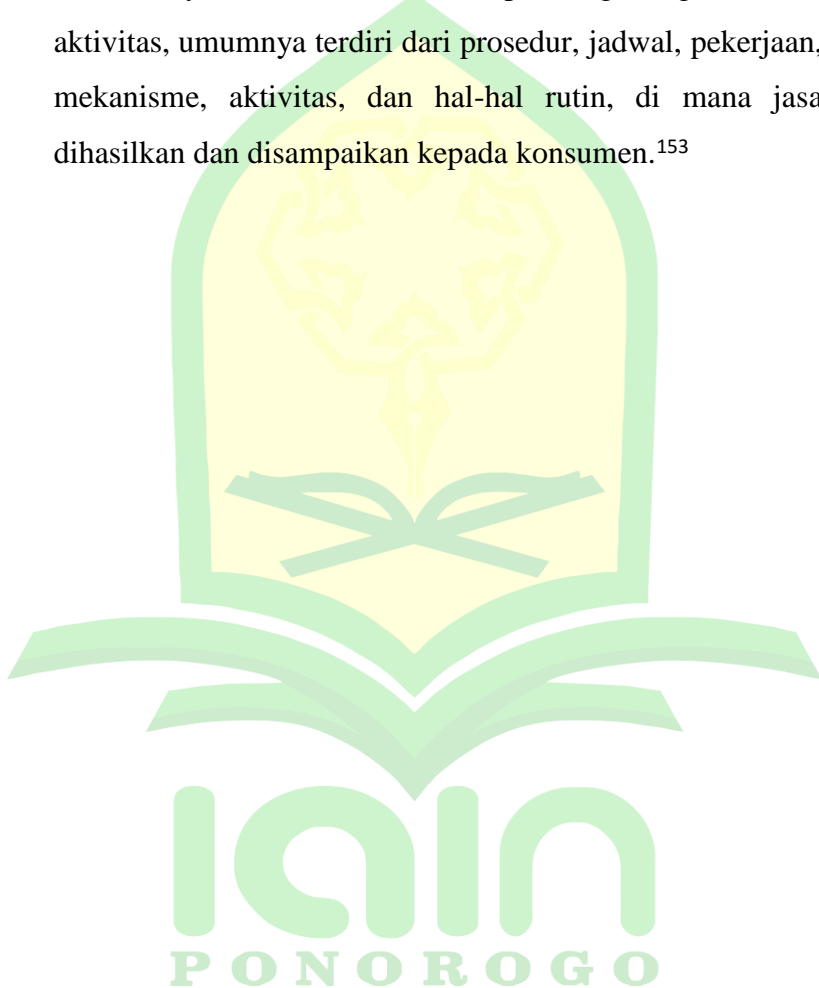 aktivitas, umumnya terdiri dari prosedur, jadwal, pekerjaan,
mekanisme, aktivitas, dan hal-hal rutin, di mana jasa
dihasilkan dan disampaikan kepada konsumen.153
IAIN
PONOROGO